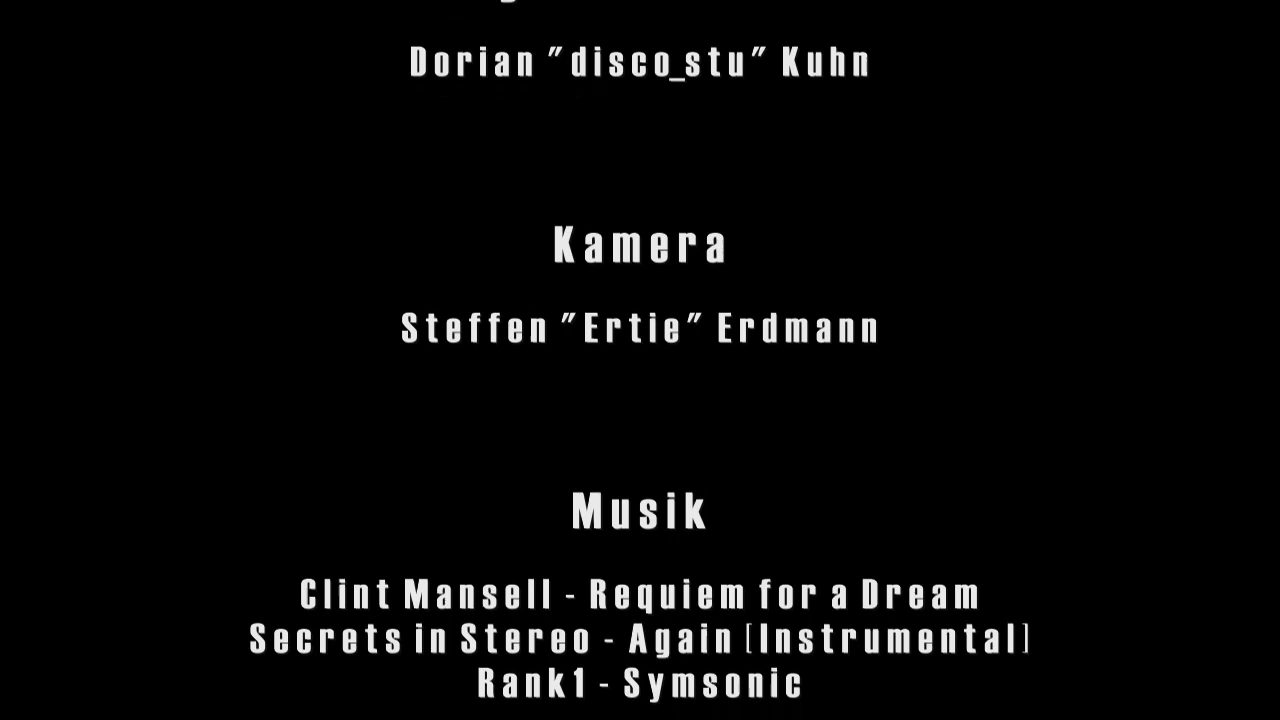 Dorian "disco_stu" Kuhn
Kamera
Steffen "Ertie" Erdmann
Musik
Clint Mansell - Requiem for a Dream
Secrets in Stereo - Again [Instrumental]
Rank1 - Symsonic